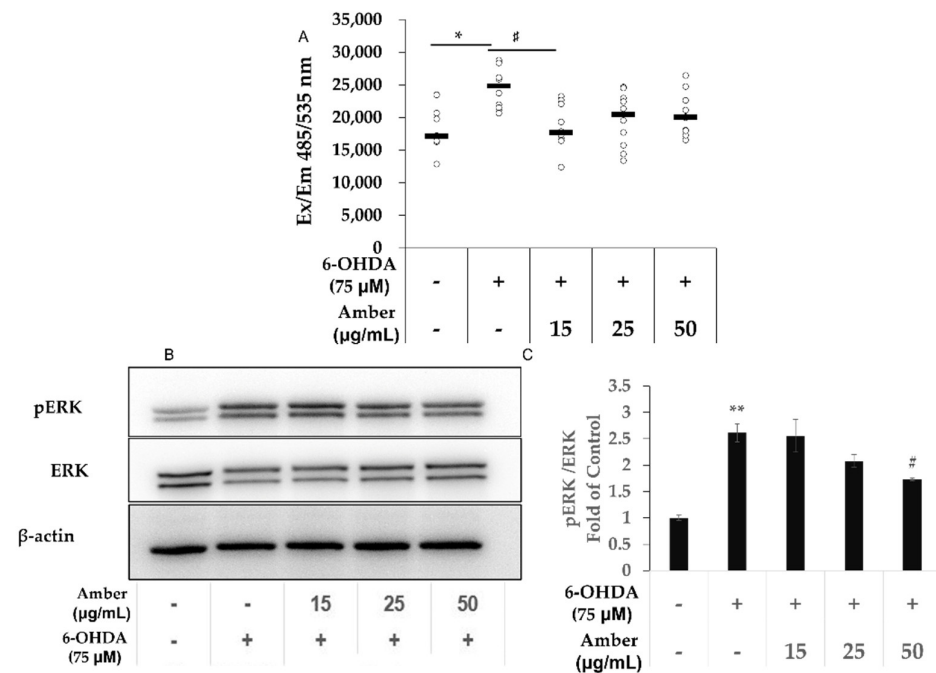 A
35,000
30,000
25,000
20,000
15,000
10,000
5,000
0
Ex/Em 485/535 nm
* #
6-OHDA
(75 µM) - + + + +
Amber
(µg/mL) - - 15 25 50
B
pERK
ERK
β-actin
Amber
(µg/mL) - - 15 25 50
6-OHDA
(75 µM) - + + + +
C
3.5
3
2.5
2
1.5
1
0.5
0
pERK /ERK
Fold of Control
**
#
6-OHDA
(75 µM) - + + + +
Amber
(µg/mL) - - 15 25 50